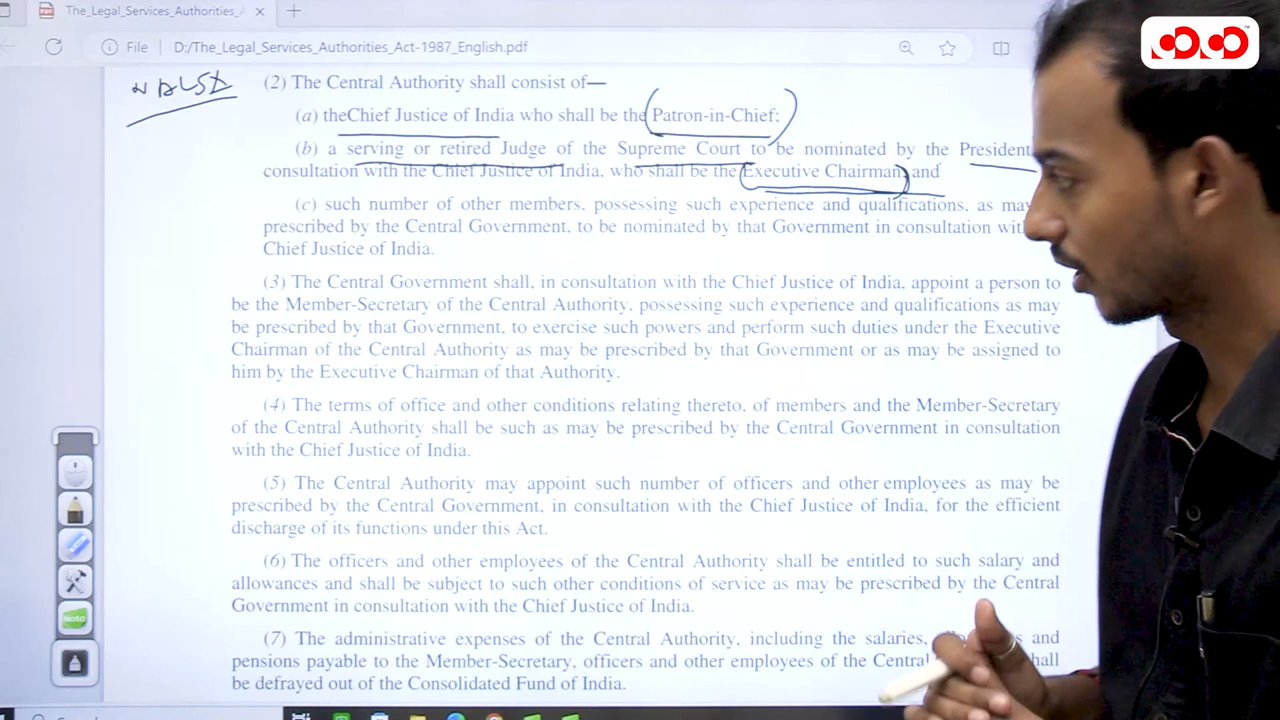 The_Legal_Services_Authorities_
File D:/The_Legal_Services_Authorities_Act-1987_English.pdf
NALSA
(2) The Central Authority shall consist of—
(a) theChief Justice of India who shall be the Patron-in-Chief;
(b) a serving or retired Judge of the Supreme Court to be nominated by the President
consultation with the Chief Justice of India, who shall be the Executive Chairman; and
(c) such number of other members, possessing such experience and qualifications, as may
prescribed by the Central Government, to be nominated by that Government in consultation with
Chief Justice of India.
(3) The Central Government shall, in consultation with the Chief Justice of India, appoint a person to
be the Member-Secretary of the Central Authority, possessing such experience and qualifications as may
be prescribed by that Government, to exercise such powers and perform such duties under the Executive
Chairman of the Central Authority as may be prescribed by that Government or as may be assigned to
him by the Executive Chairman of that Authority.
(4) The terms of office and other conditions relating thereto, of members and the Member-Secretary
of the Central Authority shall be such as may be prescribed by the Central Government in consultation
with the Chief Justice of India.
(5) The Central Authority may appoint such number of officers and other employees as may be
prescribed by the Central Government, in consultation with the Chief Justice of India, for the efficient
discharge of its functions under this Act.
(6) The officers and other employees of the Central Authority shall be entitled to such salary and
allowances and shall be subject to such other conditions of service as may be prescribed by the Central
Government in consultation with the Chief Justice of India.
(7) The administrative expenses of the Central Authority, including the salaries, and
pensions payable to the Member-Secretary, officers and other employees of the Central shall
be defrayed out of the Consolidated Fund of India.
Note